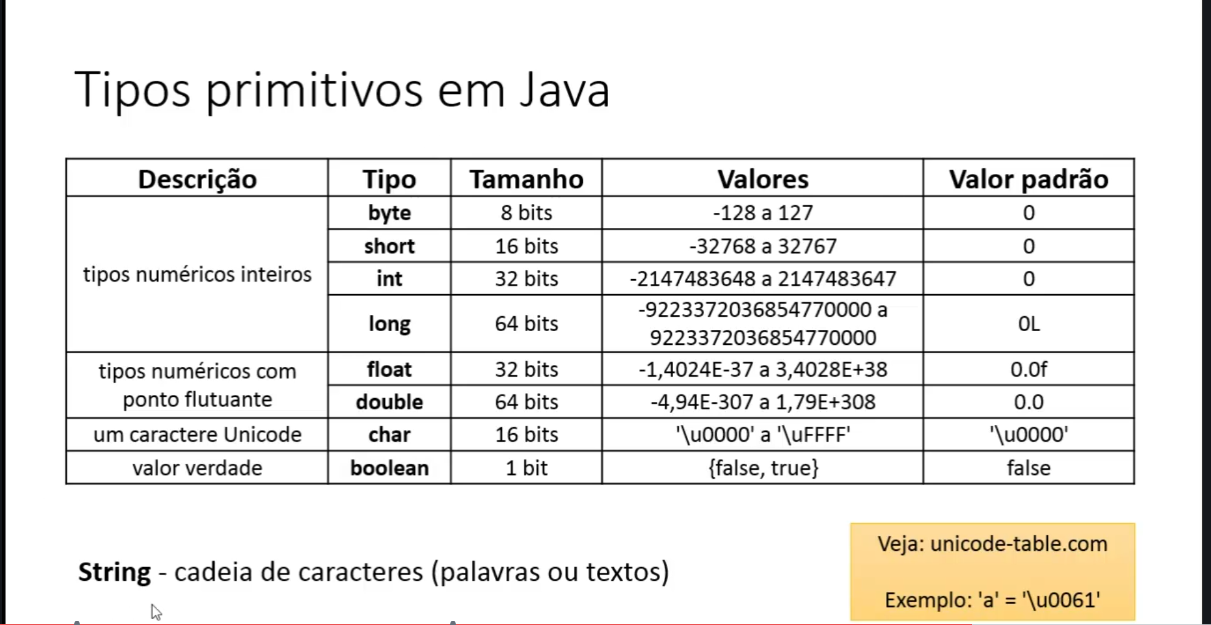 Tipos primitivos em Java
Descrição Tipo Tamanho Valores Valor padrão
tipos numéricos inteiros
byte 8 bits -128 a 127 0
short 16 bits -32768 a 32767 0
int 32 bits -2147483648 a 2147483647 0
long 64 bits -9223372036854770000 a
9223372036854770000 0L
tipos numéricos com
ponto flutuante
float 32 bits -1,4024E-37 a 3,4028E+38 0.0f
double 64 bits -4,94E-307 a 1,79E+308 0.0
um caractere Unicode char 16 bits '\u0000' a '\uFFFF' '\u0000'
valor verdade boolean 1 bit {false, true} false
String - cadeia de caracteres (palavras ou textos)
Veja: unicode-table.com
Exemplo: 'a' = '\u0061'